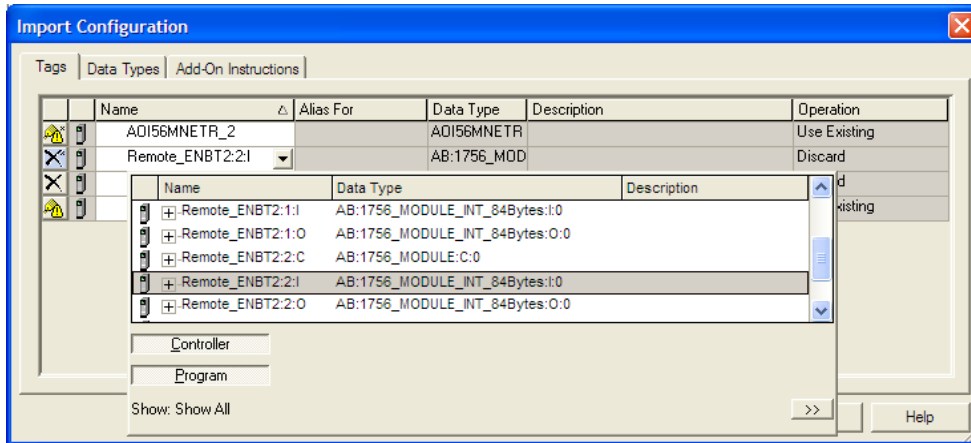 Import Configuration
Tags Data Types Add-On Instructions
Name Alias For Data Type Description Operation
AOI56MNETR_2 AOI56MNETR Use Existing
Remote_ENBT2:2:I AB:1756_MOD Discard
Name Data Type Description
Remote_ENBT2:1:I AB:1756_MODULE_INT_84Bytes:I:0
Remote_ENBT2:1:O AB:1756_MODULE_INT_84Bytes:O:0
Remote_ENBT2:2:C AB:1756_MODULE:C:0
Remote_ENBT2:2:I AB:1756_MODULE_INT_84Bytes:I:0
Remote_ENBT2:2:O AB:1756_MODULE_INT_84Bytes:O:0
Controller
Program
Show: Show All >>
Help